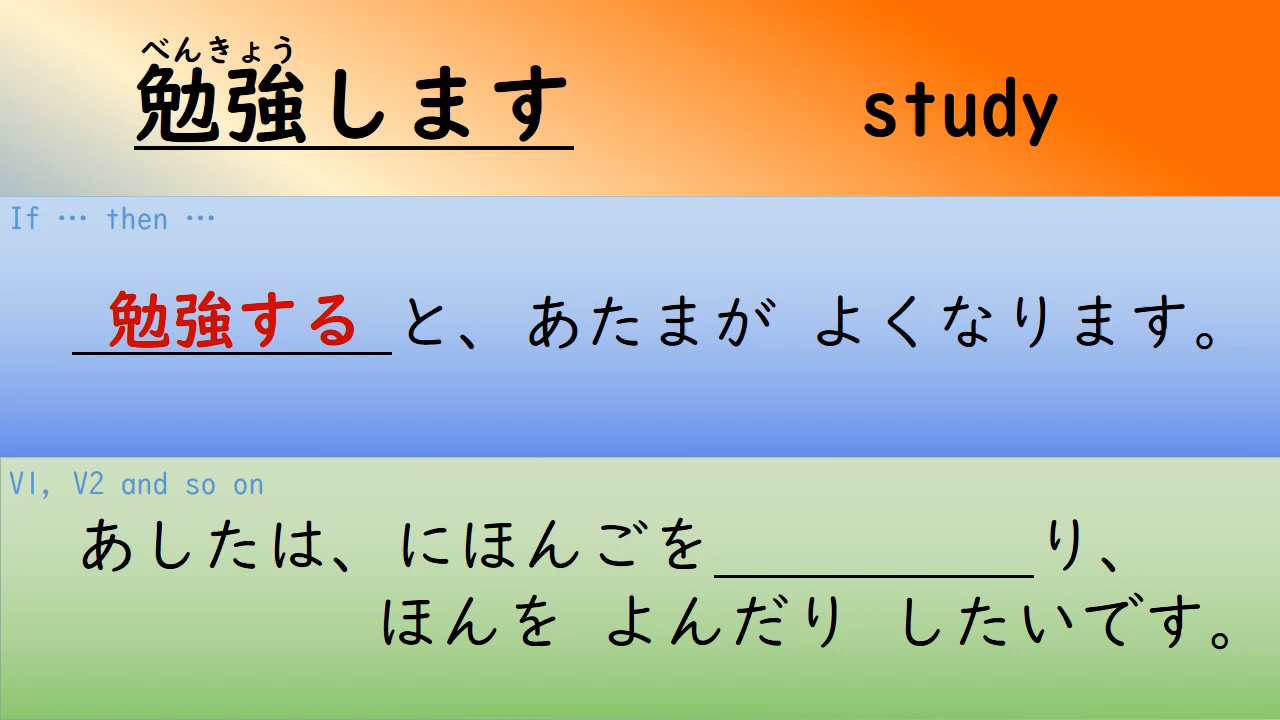 べんきょう
勉強します study
If … then …
勉強する と、あたまが よくなります。
V1, V2 and so on
あしたは、にほんごを り、
ほんを よんだり したいです。